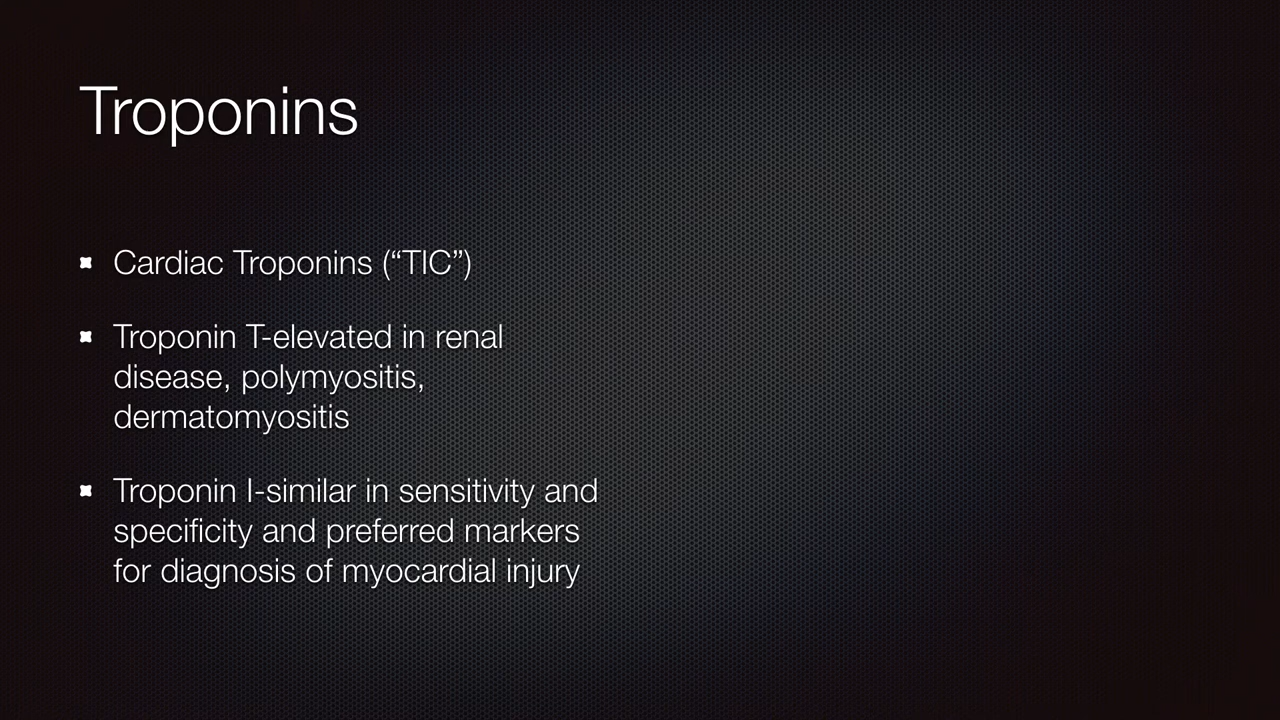 Troponins
Cardiac Troponins (“TIC”)
Troponin T-elevated in renal
disease, polymyositis,
dermatomyositis
Troponin I-similar in sensitivity and
specificity and preferred markers
for diagnosis of myocardial injury